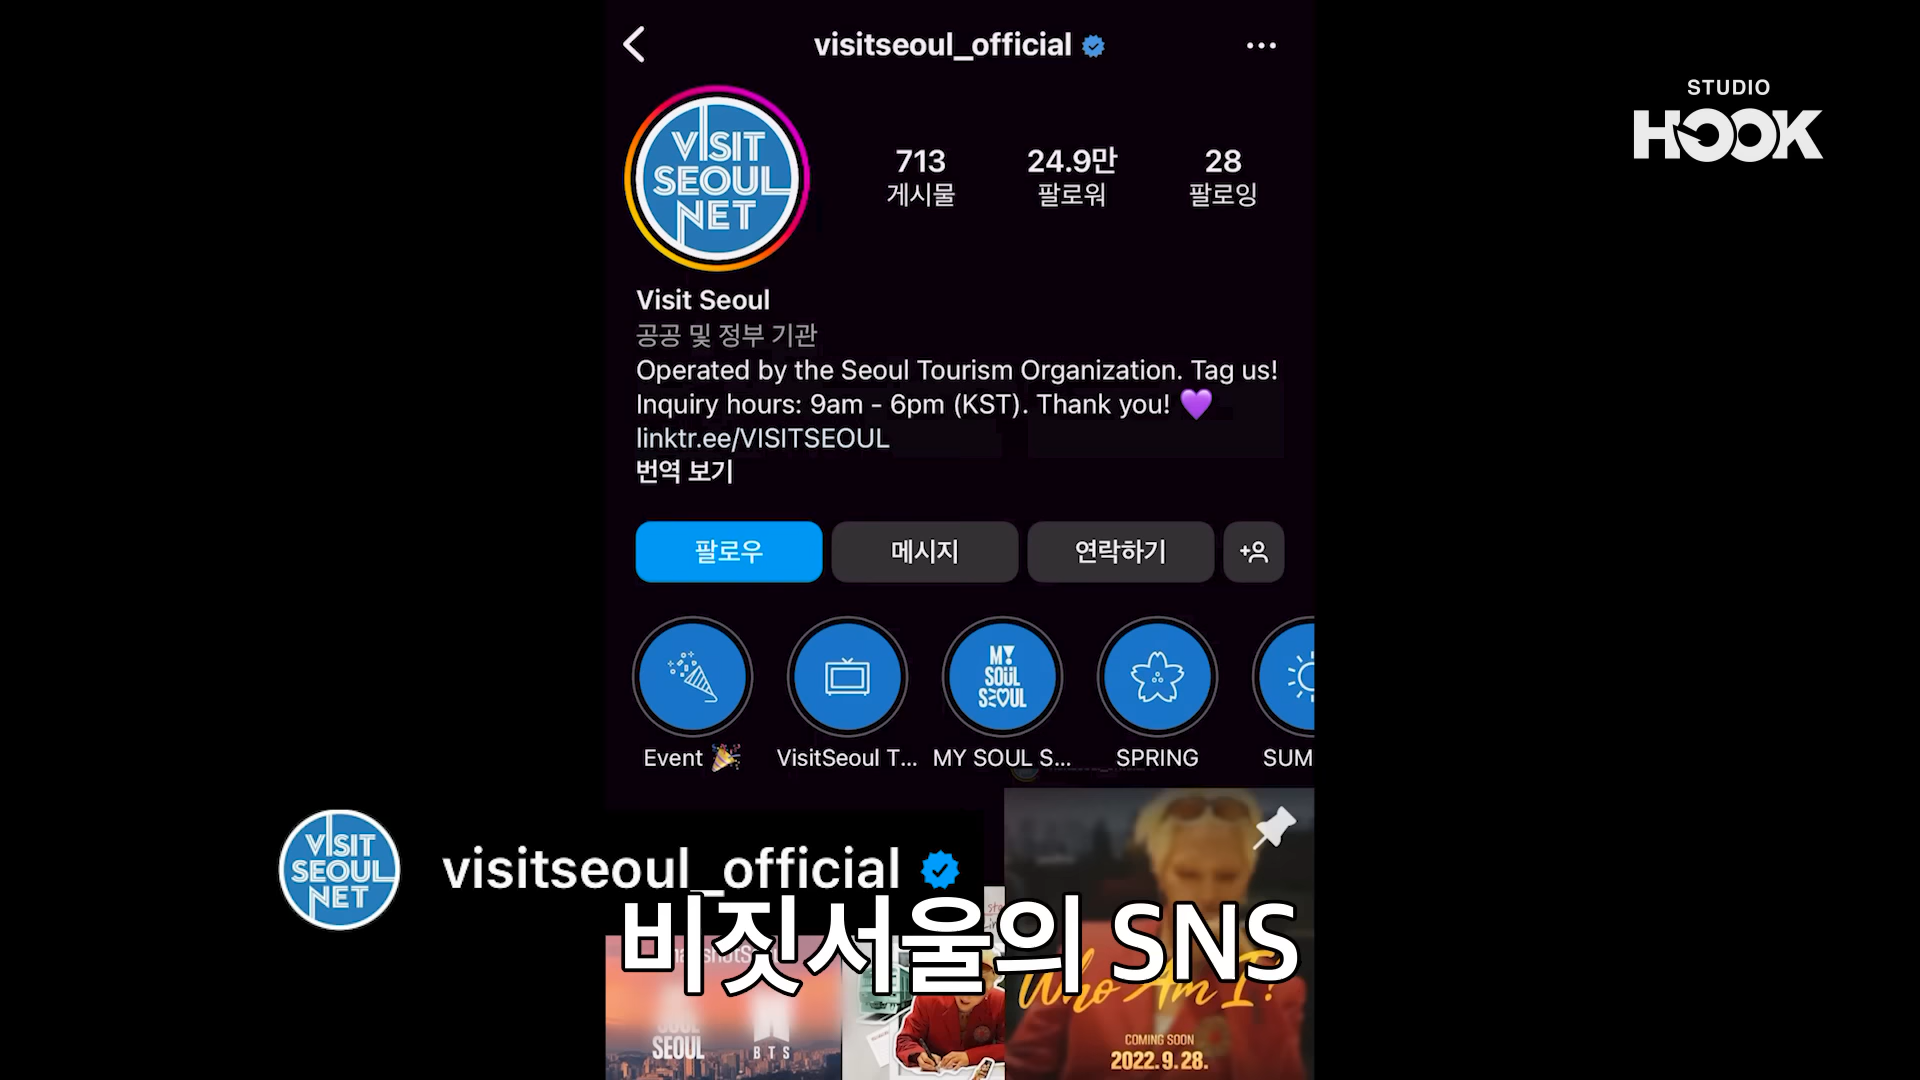 visitseoul_official
STUDIO
HOOK
VISIT
SEOUL
NET
713
게시물
24.9만
팔로워
28
팔로잉
Visit Seoul
공공 및 정부 기관
Operated by the Seoul Tourism Organization. Tag us!
Inquiry hours: 9am - 6pm (KST). Thank you! 💜
linktr.ee/VISITSEOUL
번역 보기
팔로우
메시지
연락하기
MY
SOUL
SEOUL
Event 🎉
VisitSeoul T...
MY SOUL S...
SPRING
SUM
VISIT
SEOUL
NET
visitseoul_official
비짓서울의 SNS
Who Am I?
SOUL
SEOUL
BTS
COMING SOON
2022.9.28.